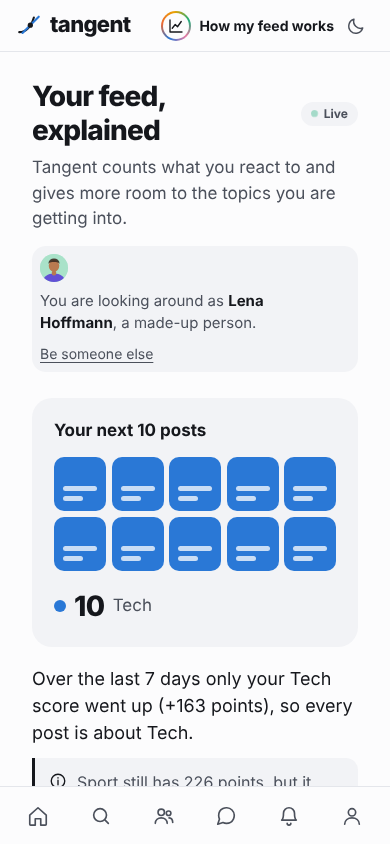 tangent
How my feed works
Your feed,
explained
Live
Tangent counts what you react to and
gives more room to the topics you are
getting into.
You are looking around as Lena
Hoffmann, a made-up person.
Be someone else
Your next 10 posts
10 Tech
Over the last 7 days only your Tech
score went up (+163 points), so every
post is about Tech.
Sport still has 226 points, but it